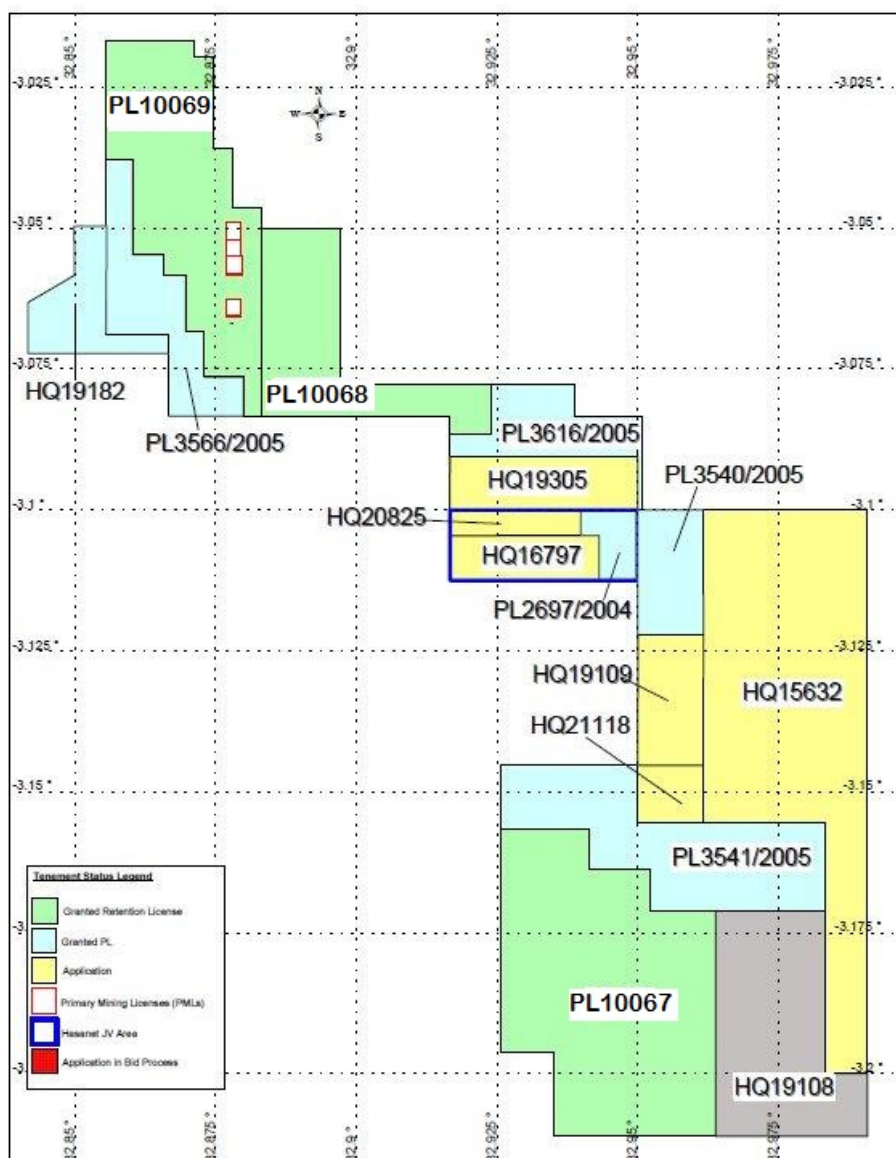 32.85 °
32.875 °
32.9 °
32.925 °
32.95 °
32.975 °
-3.025 °
-3.025 °
PL10069
N
W
E
S
-3.05 °
-3.05 °
-3.075 °
-3.075 °
HQ19182
PL10068
PL3566/2005
PL3616/2005
HQ19305
PL3540/2005
-3.1 °
-3.1 °
HQ20825
HQ16797
PL2697/2004
-3.125 °
-3.125 °
HQ19109
HQ15632
HQ21118
-3.15 °
-3.15 °
PL3541/2005
Tenement Status Legend
Granted Retention License
Granted PL
Application
Primary Mining Licenses (PMLs)
Hasanet JV Area
Application in Bid Process
-3.175 °
PL10067
-3.2 °
HQ19108
32.85 °
32.875 °
32.9 °
32.925 °
32.95 °
32.975 °